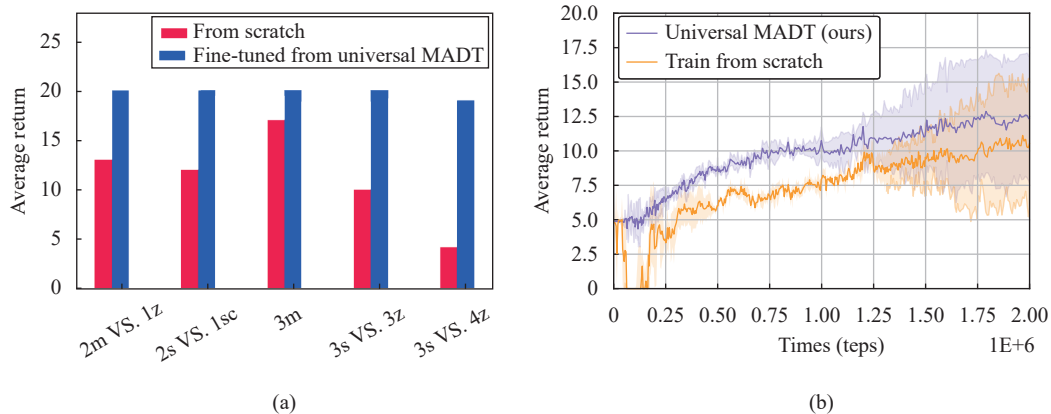 From scratch
Fine-tuned from universal MADT
Average return
25
20
15
10
5
0
2m VS. 1z
2s VS. 1sc
3m
3s VS. 3z
3s VS. 4z
(a)
Universal MADT (ours)
Train from scratch
Average return
20.0
17.5
15.0
12.5
10.0
7.5
5.0
2.5
0
0 0.25 0.50 0.75 1.00 1.25 1.50 1.75 2.00
Times (teps) 1E+6
(b)